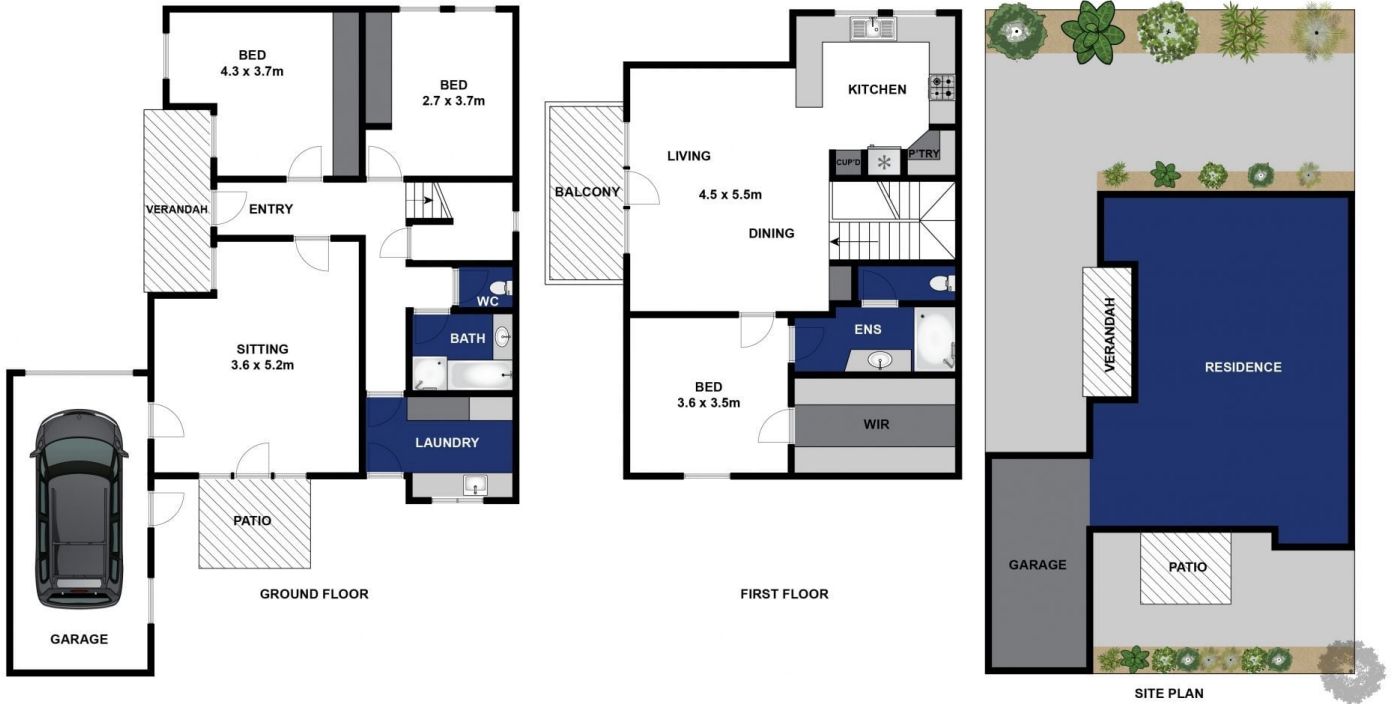 BED
4.3 x 3.7m
BED
2.7 x 3.7m
VERANDAH
ENTRY
WC
BATH
SITTING
3.6 x 5.2m
LAUNDRY
PATIO
GARAGE
GROUND FLOOR
KITCHEN
LIVING
CUP'D
P'TRY
BALCONY
4.5 x 5.5m
DINING
ENS
BED
3.6 x 3.5m
WIR
FIRST FLOOR
VERANDAH
RESIDENCE
GARAGE
PATIO
SITE PLAN